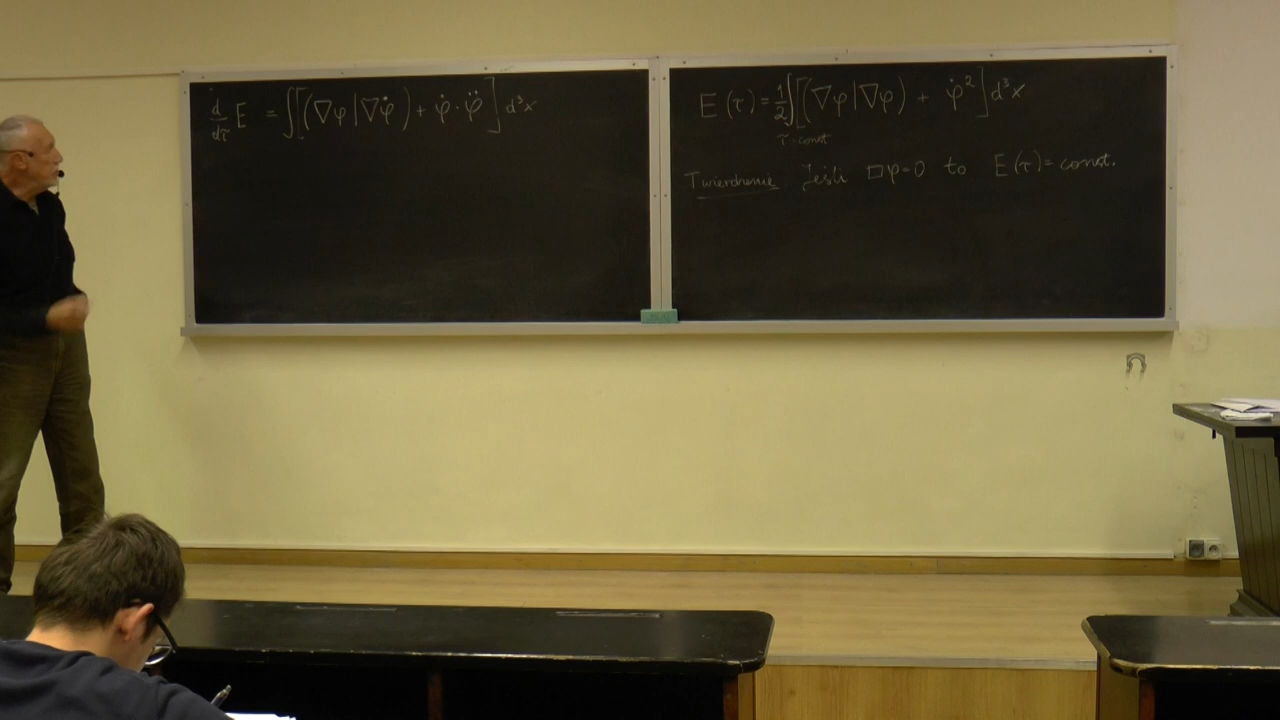 d/dτ E = ∫∫[(∇φ|∇φ̇) + φ̇·φ̈] d³x
E(τ) = 1/2 ∫∫[(∇φ|∇φ) + φ̇²] d³x
τ=const
Twierdzenie Jeśli □φ=0 to E(τ)= const.